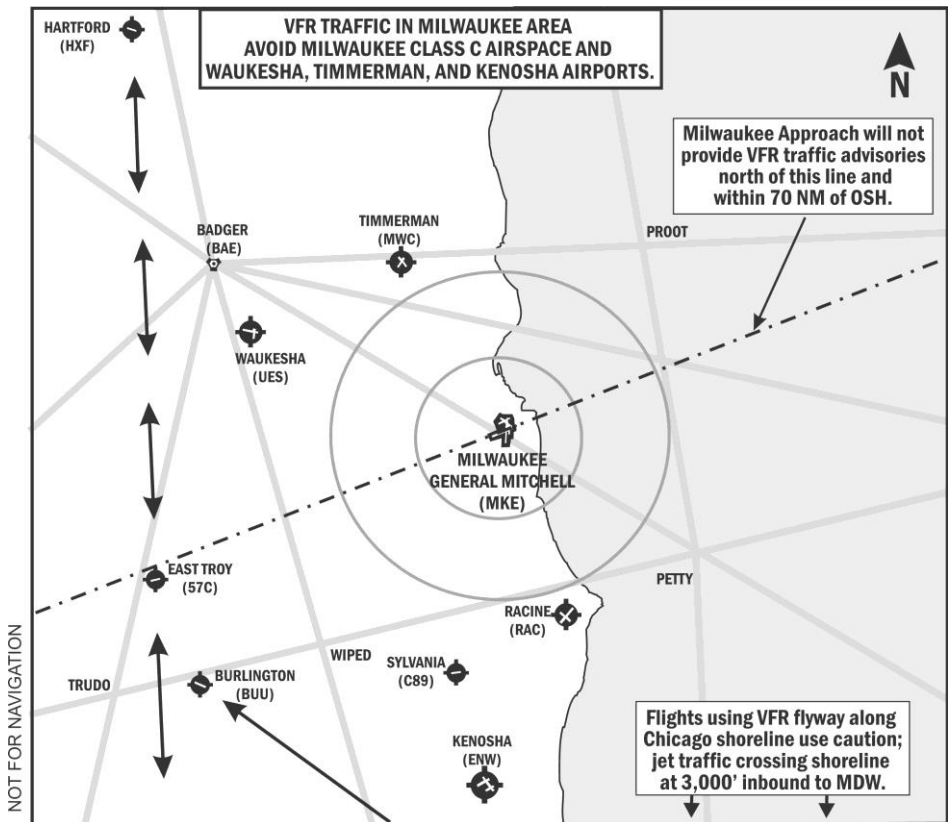 HARTFORD
(HXF)
VFR TRAFFIC IN MILWAUKEE AREA
AVOID MILWAUKEE CLASS C AIRSPACE AND
WAUKESHA, TIMMERMAN, AND KENOSHA AIRPORTS.
N
Milwaukee Approach will not
provide VFR traffic advisories
north of this line and
within 70 NM of OSH.
BADGER
(BAE)
TIMMERMAN
(MWC)
PROOT
WAUKESHA
(UES)
MILWAUKEE
GENERAL MITCHELL
(MKE)
EAST TROY
(57C)
PETTY
RACINE
(RAC)
WIPED
SYLVANIA
(C89)
TRUDO
BURLINGTON
(BUU)
KENOSHA
(ENW)
Flights using VFR flyway along
Chicago shoreline use caution;
jet traffic crossing shoreline
at 3,000' inbound to MDW.
NOT FOR NAVIGATION